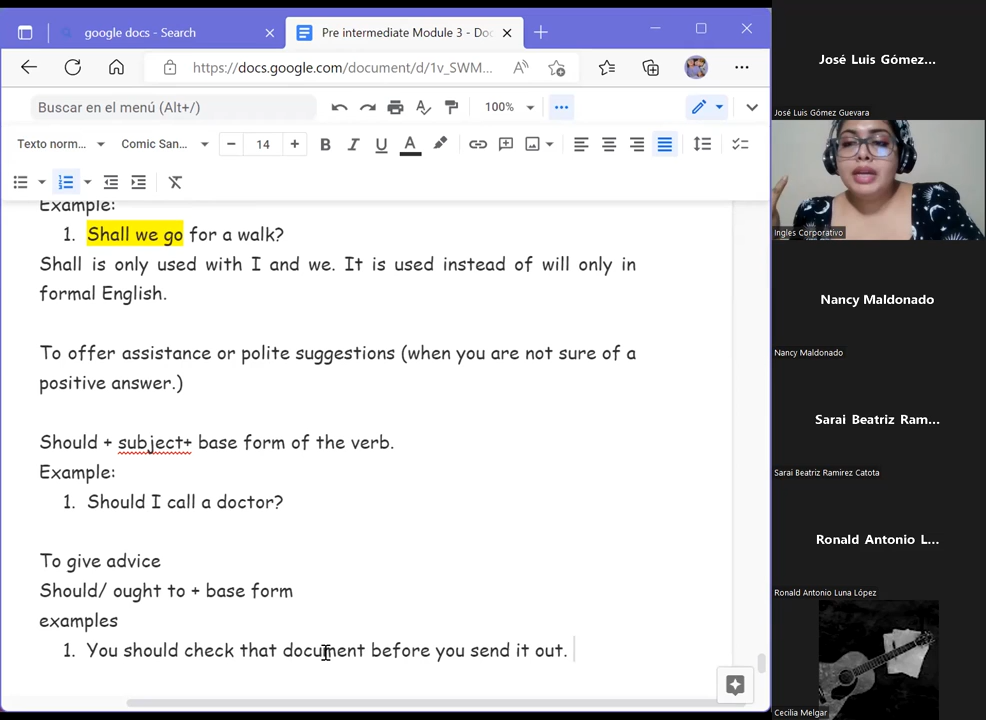 google docs - Search
Pre intermediate Module 3 - Doc
https://docs.google.com/document/d/1v_SWM...
Buscar en el menú (Alt+/)
100%
Texto norm...
Comic San...
14
Example:
1. Shall we go for a walk?
Shall is only used with I and we. It is used instead of will only in
formal English.
To offer assistance or polite suggestions (when you are not sure of a
positive answer.)
Should + subject+ base form of the verb.
Example:
1. Should I call a doctor?
To give advice
Should/ ought to + base form
examples
1. You should check that document before you send it out.
José Luis Gómez...
José Luis Gómez Guevara
Inglés Corporativo
Nancy Maldonado
Nancy Maldonado
Sarai Beatriz Ram...
Sarai Beatriz Ramirez Catota
Ronald Antonio L...
Ronald Antonio Luna López
Cecilia Melgar